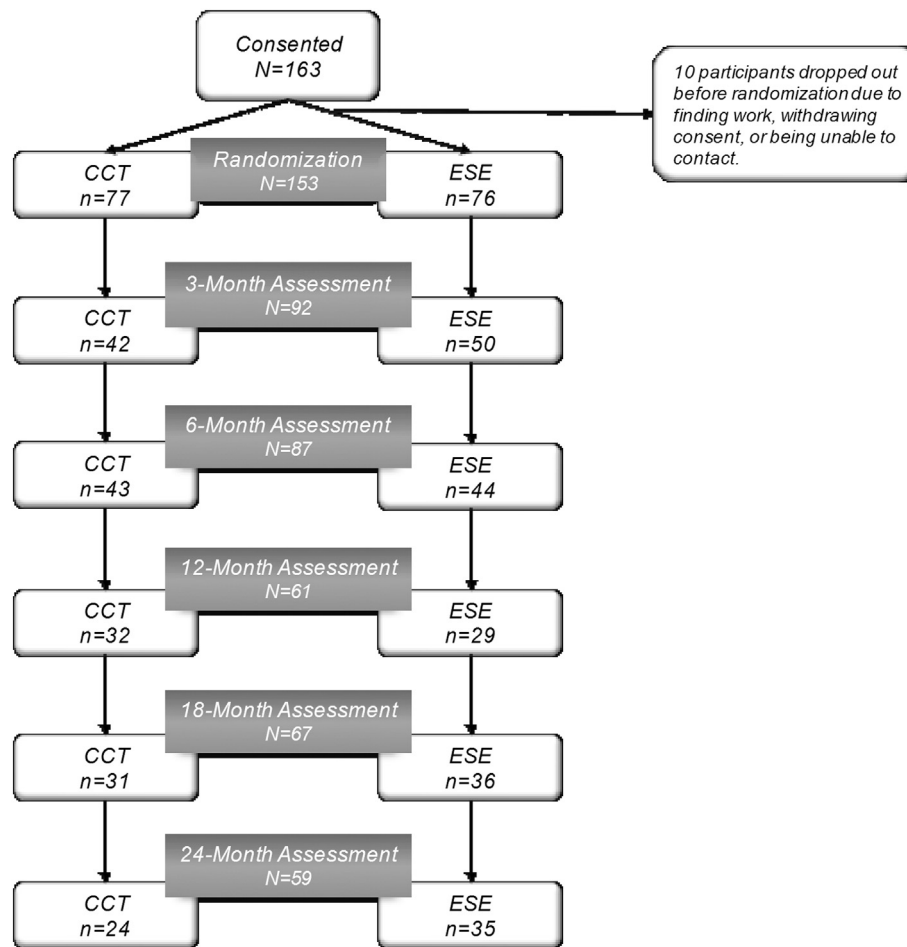 Consented
N=163
10 participants dropped out
before randomization due to
finding work, withdrawing
consent, or being unable to
contact.
Randomization
N=153
CCT
n=77
ESE
n=76
3-Month Assessment
N=92
CCT
n=42
ESE
n=50
6-Month Assessment
N=87
CCT
n=43
ESE
n=44
12-Month Assessment
N=61
CCT
n=32
ESE
n=29
18-Month Assessment
N=67
CCT
n=31
ESE
n=36
24-Month Assessment
N=59
CCT
n=24
ESE
n=35